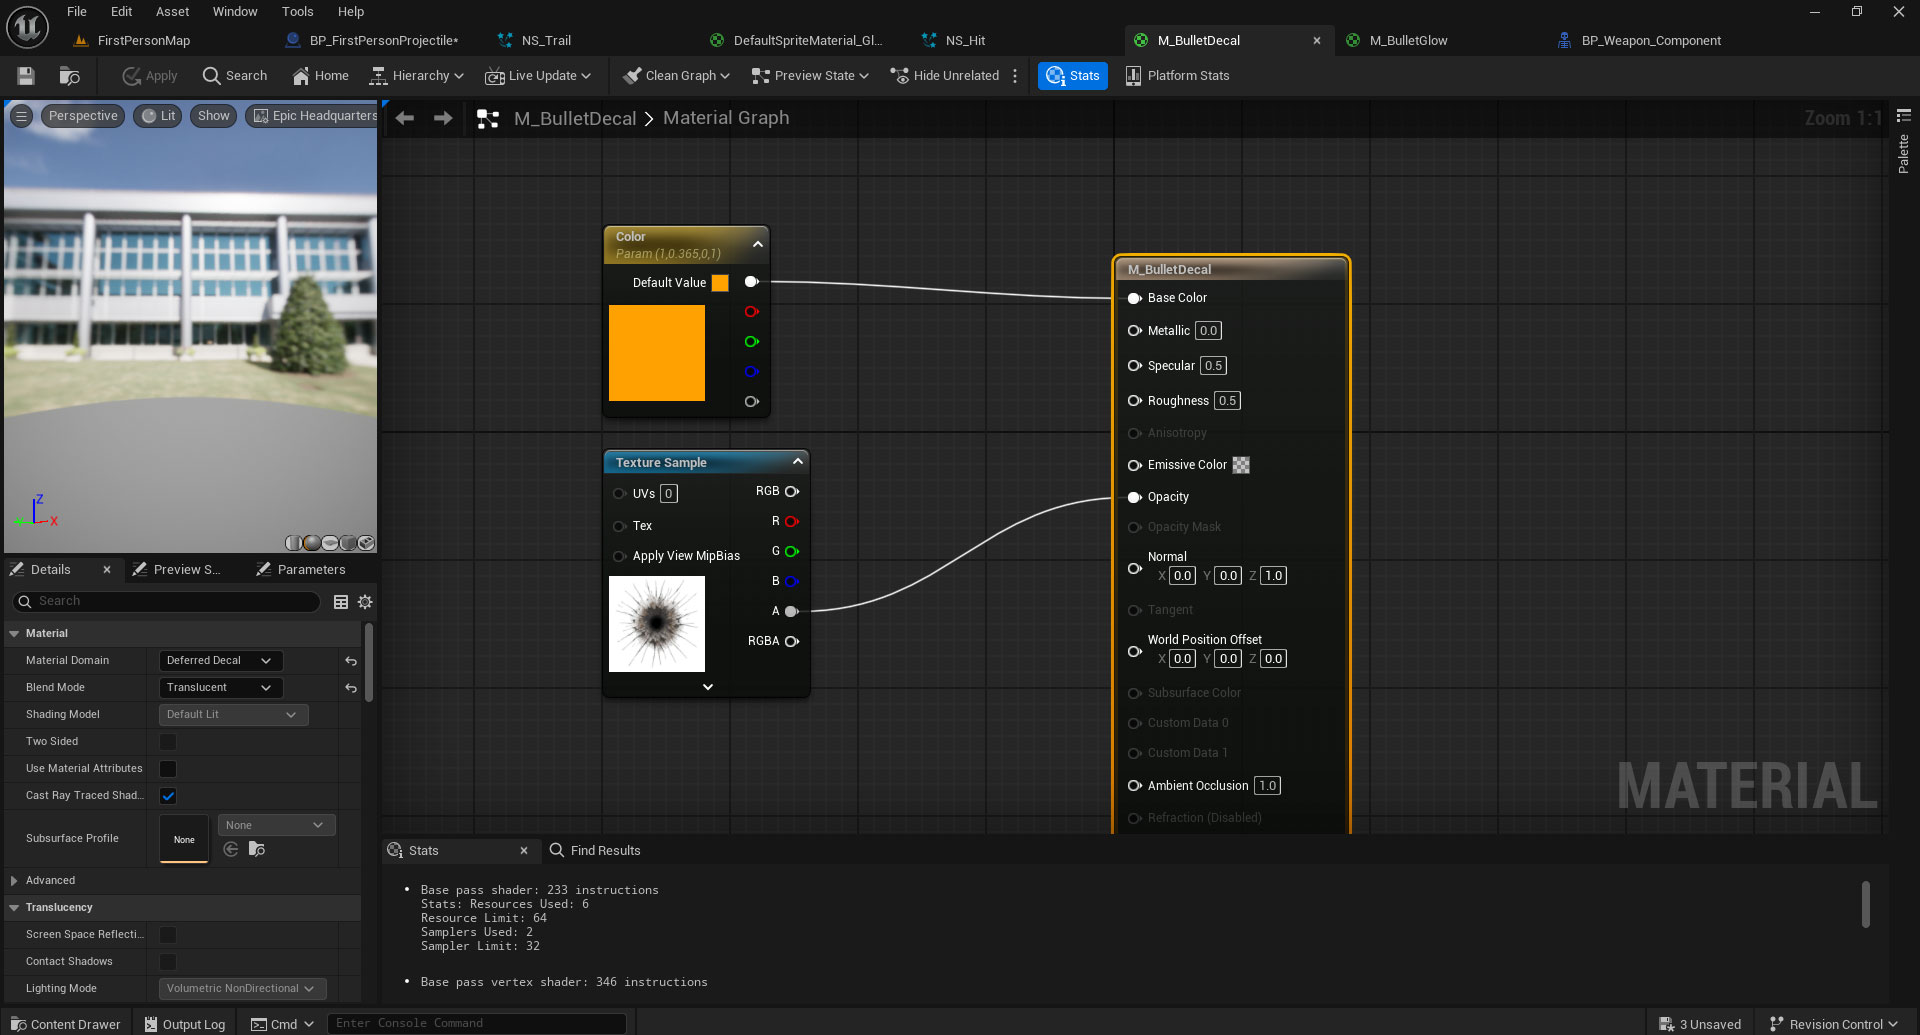 File Edit Asset Window Tools Help
FirstPersonMap BP_FirstPersonProjectile* NS_Trail DefaultSpriteMaterial_Gl... NS_Hit M_BulletDecal M_BulletGlow BP_Weapon_Component
Apply Search Home Hierarchy Live Update Clean Graph Preview State Hide Unrelated Stats Platform Stats
Perspective Lit Show Epic Headquarters
M_BulletDecal > Material Graph
Zoom 1:1
Palette
Color
Param (1,0.365,0,1)
Default Value
Texture Sample
UVs 0
RGB
R
Tex
G
Apply View MipBias
B
A
RGBA
M_BulletDecal
Base Color
Metallic 0.0
Specular 0.5
Roughness 0.5
Anisotropy
Emissive Color
Opacity
Opacity Mask
Normal
X 0.0 Y 0.0 Z 1.0
Tangent
World Position Offset
X 0.0 Y 0.0 Z 0.0
Subsurface Color
Custom Data 0
Custom Data 1
Ambient Occlusion 1.0
Refraction (Disabled)
MATERIAL
Z
X
Details Preview S... Parameters
Search
Material
Material Domain Deferred Decal
Blend Mode Translucent
Shading Model Default Lit
Two Sided
Use Material Attributes
Cast Ray Traced Shad...
Subsurface Profile None None
Advanced
Translucency
Screen Space Reflecti...
Contact Shadows
Lighting Mode Volumetric NonDirectional
Stats Find Results
• Base pass shader: 233 instructions
Stats: Resources Used: 6
Resource Limit: 64
Samplers Used: 2
Sampler Limit: 32
• Base pass vertex shader: 346 instructions
Content Drawer Output Log Cmd Enter Console Command 3 Unsaved Revision Control